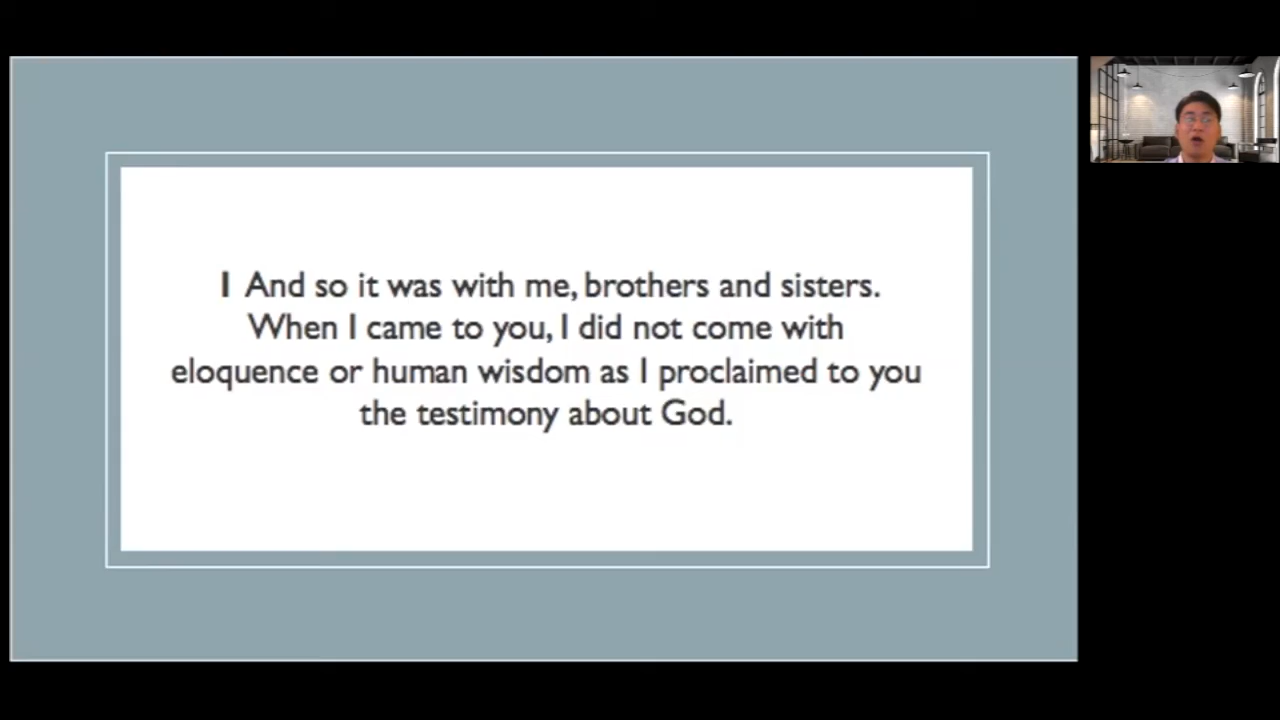 1 And so it was with me, brothers and sisters.
When I came to you, I did not come with
eloquence or human wisdom as I proclaimed to you
the testimony about God.